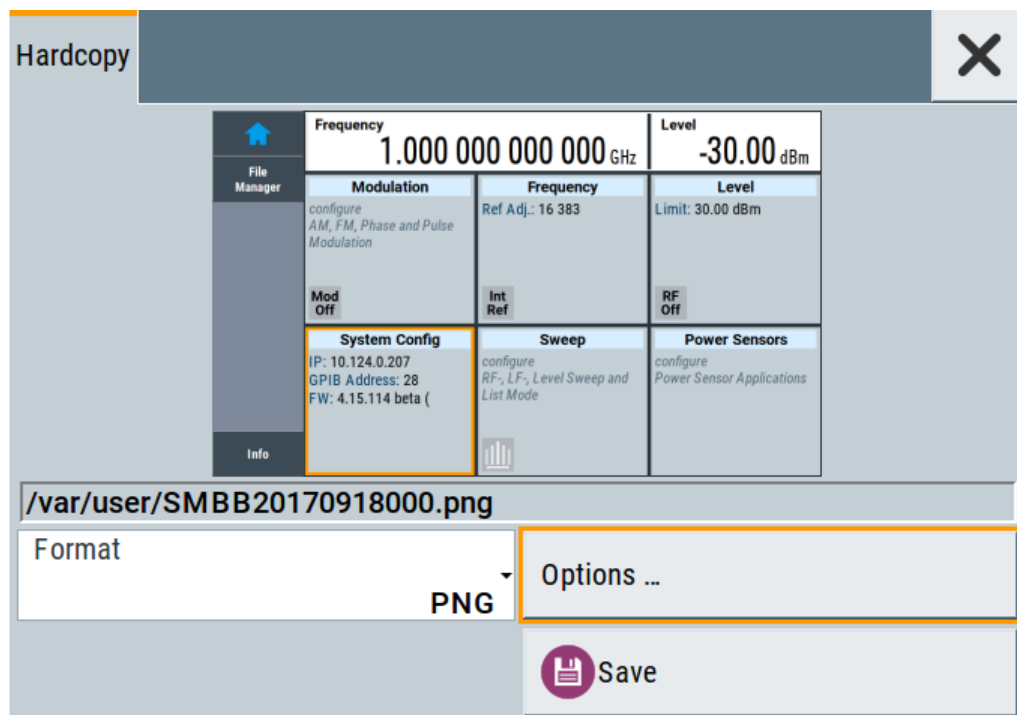 Hardcopy
Frequency
1.000 000 000 000 GHz
Level
-30.00 dBm
File
Manager
Modulation
configure
AM, FM, Phase and Pulse
Modulation
Mod
Off
Frequency
Ref Adj.: 16 383
Int
Ref
Level
Limit: 30.00 dBm
RF
Off
System Config
IP: 10.124.0.207
GPIB Address: 28
FW: 4.15.114 beta (
Sweep
configure
RF-, LF-, Level Sweep and
List Mode
Power Sensors
configure
Power Sensor Applications
Info
/var/user/SMBB20170918000.png
Format
PNG
Options ...
Save